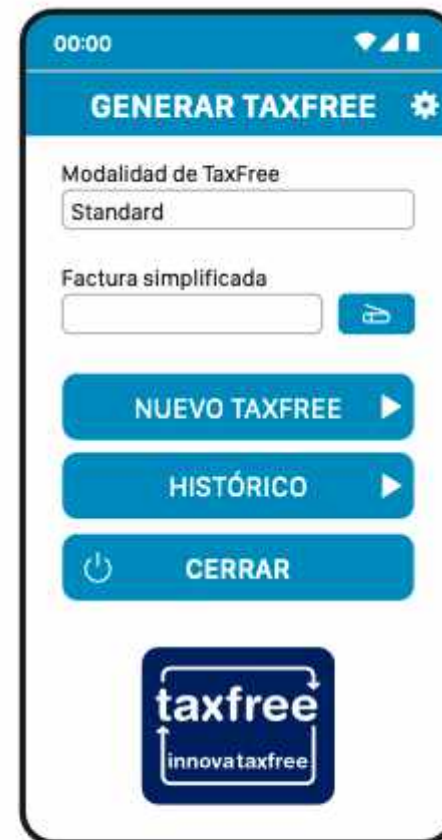 00:00
GENERAR TAXFREE
Modalidad de TaxFree
Standard
Factura simplificada
NUEVO TAXFREE
HISTÓRICO
CERRAR
taxfree
innovataxfree